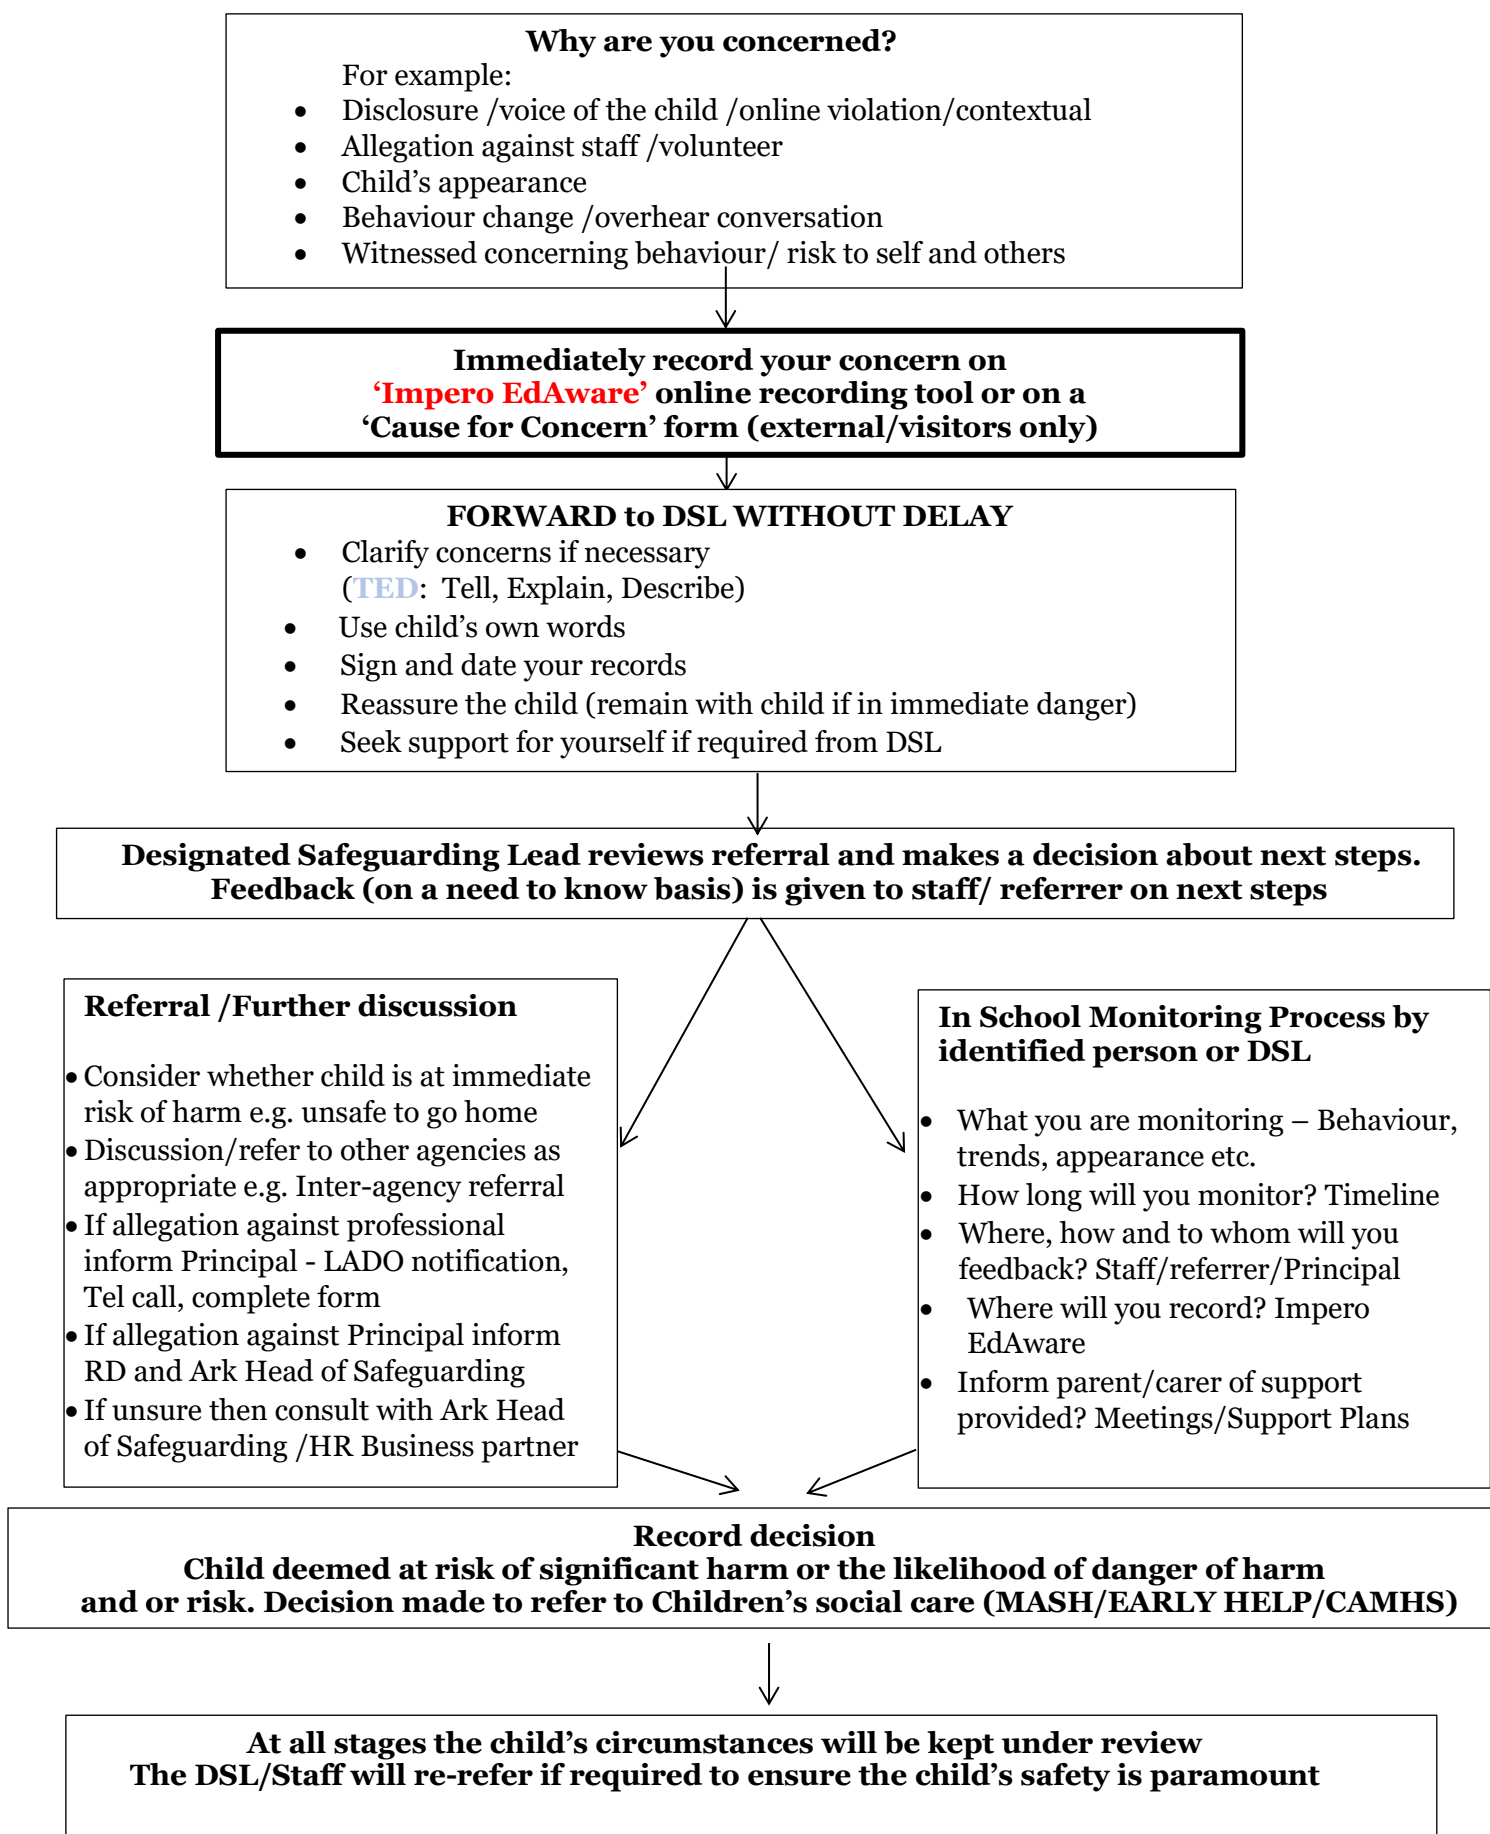 Why are you concerned?
For example:
• Disclosure /voice of the child /online violation/contextual
• Allegation against staff /volunteer
• Child’s appearance
• Behaviour change /overhear conversation
• Witnessed concerning behaviour/ risk to self and others
Immediately record your concern on
‘Impero EdAware’ online recording tool or on a
‘Cause for Concern’ form (external/visitors only)
FORWARD to DSL WITHOUT DELAY
• Clarify concerns if necessary
(TED: Tell, Explain, Describe)
• Use child’s own words
• Sign and date your records
• Reassure the child (remain with child if in immediate danger)
• Seek support for yourself if required from DSL
Designated Safeguarding Lead reviews referral and makes a decision about next steps.
Feedback (on a need to know basis) is given to staff/ referrer on next steps
Referral /Further discussion
• Consider whether child is at immediate
risk of harm e.g. unsafe to go home
• Discussion/refer to other agencies as
appropriate e.g. Inter-agency referral
• If allegation against professional
inform Principal - LADO notification,
Tel call, complete form
• If allegation against Principal inform
RD and Ark Head of Safeguarding
• If unsure then consult with Ark Head
of Safeguarding /HR Business partner
In School Monitoring Process by
identified person or DSL
• What you are monitoring – Behaviour,
trends, appearance etc.
• How long will you monitor? Timeline
• Where, how and to whom will you
feedback? Staff/referrer/Principal
• Where will you record? Impero
EdAware
• Inform parent/carer of support
provided? Meetings/Support Plans
Record decision
Child deemed at risk of significant harm or the likelihood of danger of harm
and or risk. Decision made to refer to Children’s social care (MASH/EARLY HELP/CAMHS)
At all stages the child’s circumstances will be kept under review
The DSL/Staff will re-refer if required to ensure the child’s safety is paramount